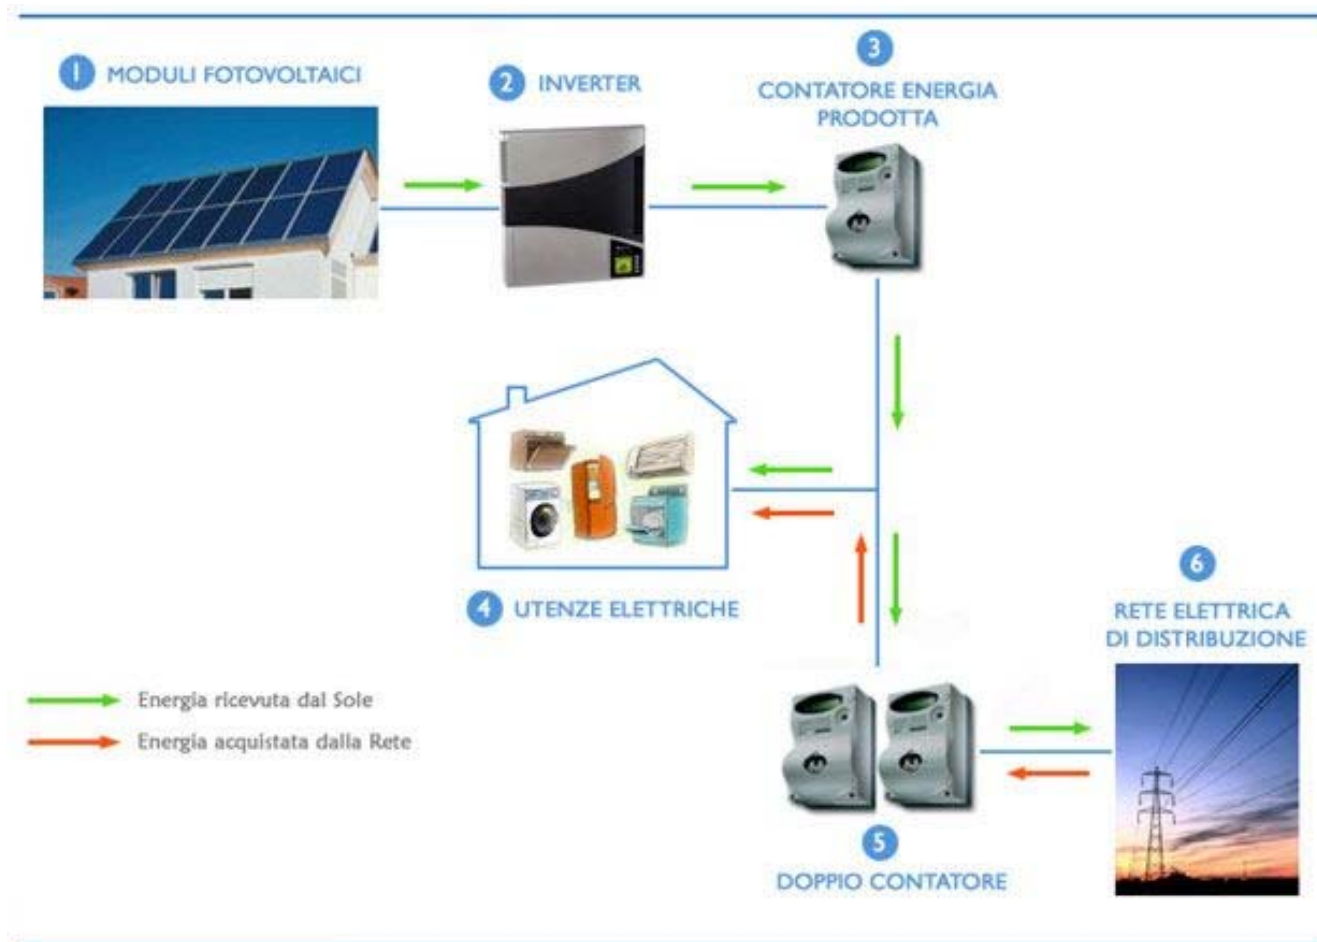 1 MODULI FOTOVOLTAICI
2 INVERTER
3
CONTATORE ENERGIA
PRODOTTA
4 UTENZE ELETTRICHE
6
RETE ELETTRICA
DI DISTRIBUZIONE
Energia ricevuta dal Sole
Energia acquistata dalla Rete
5
DOPPIO CONTATORE